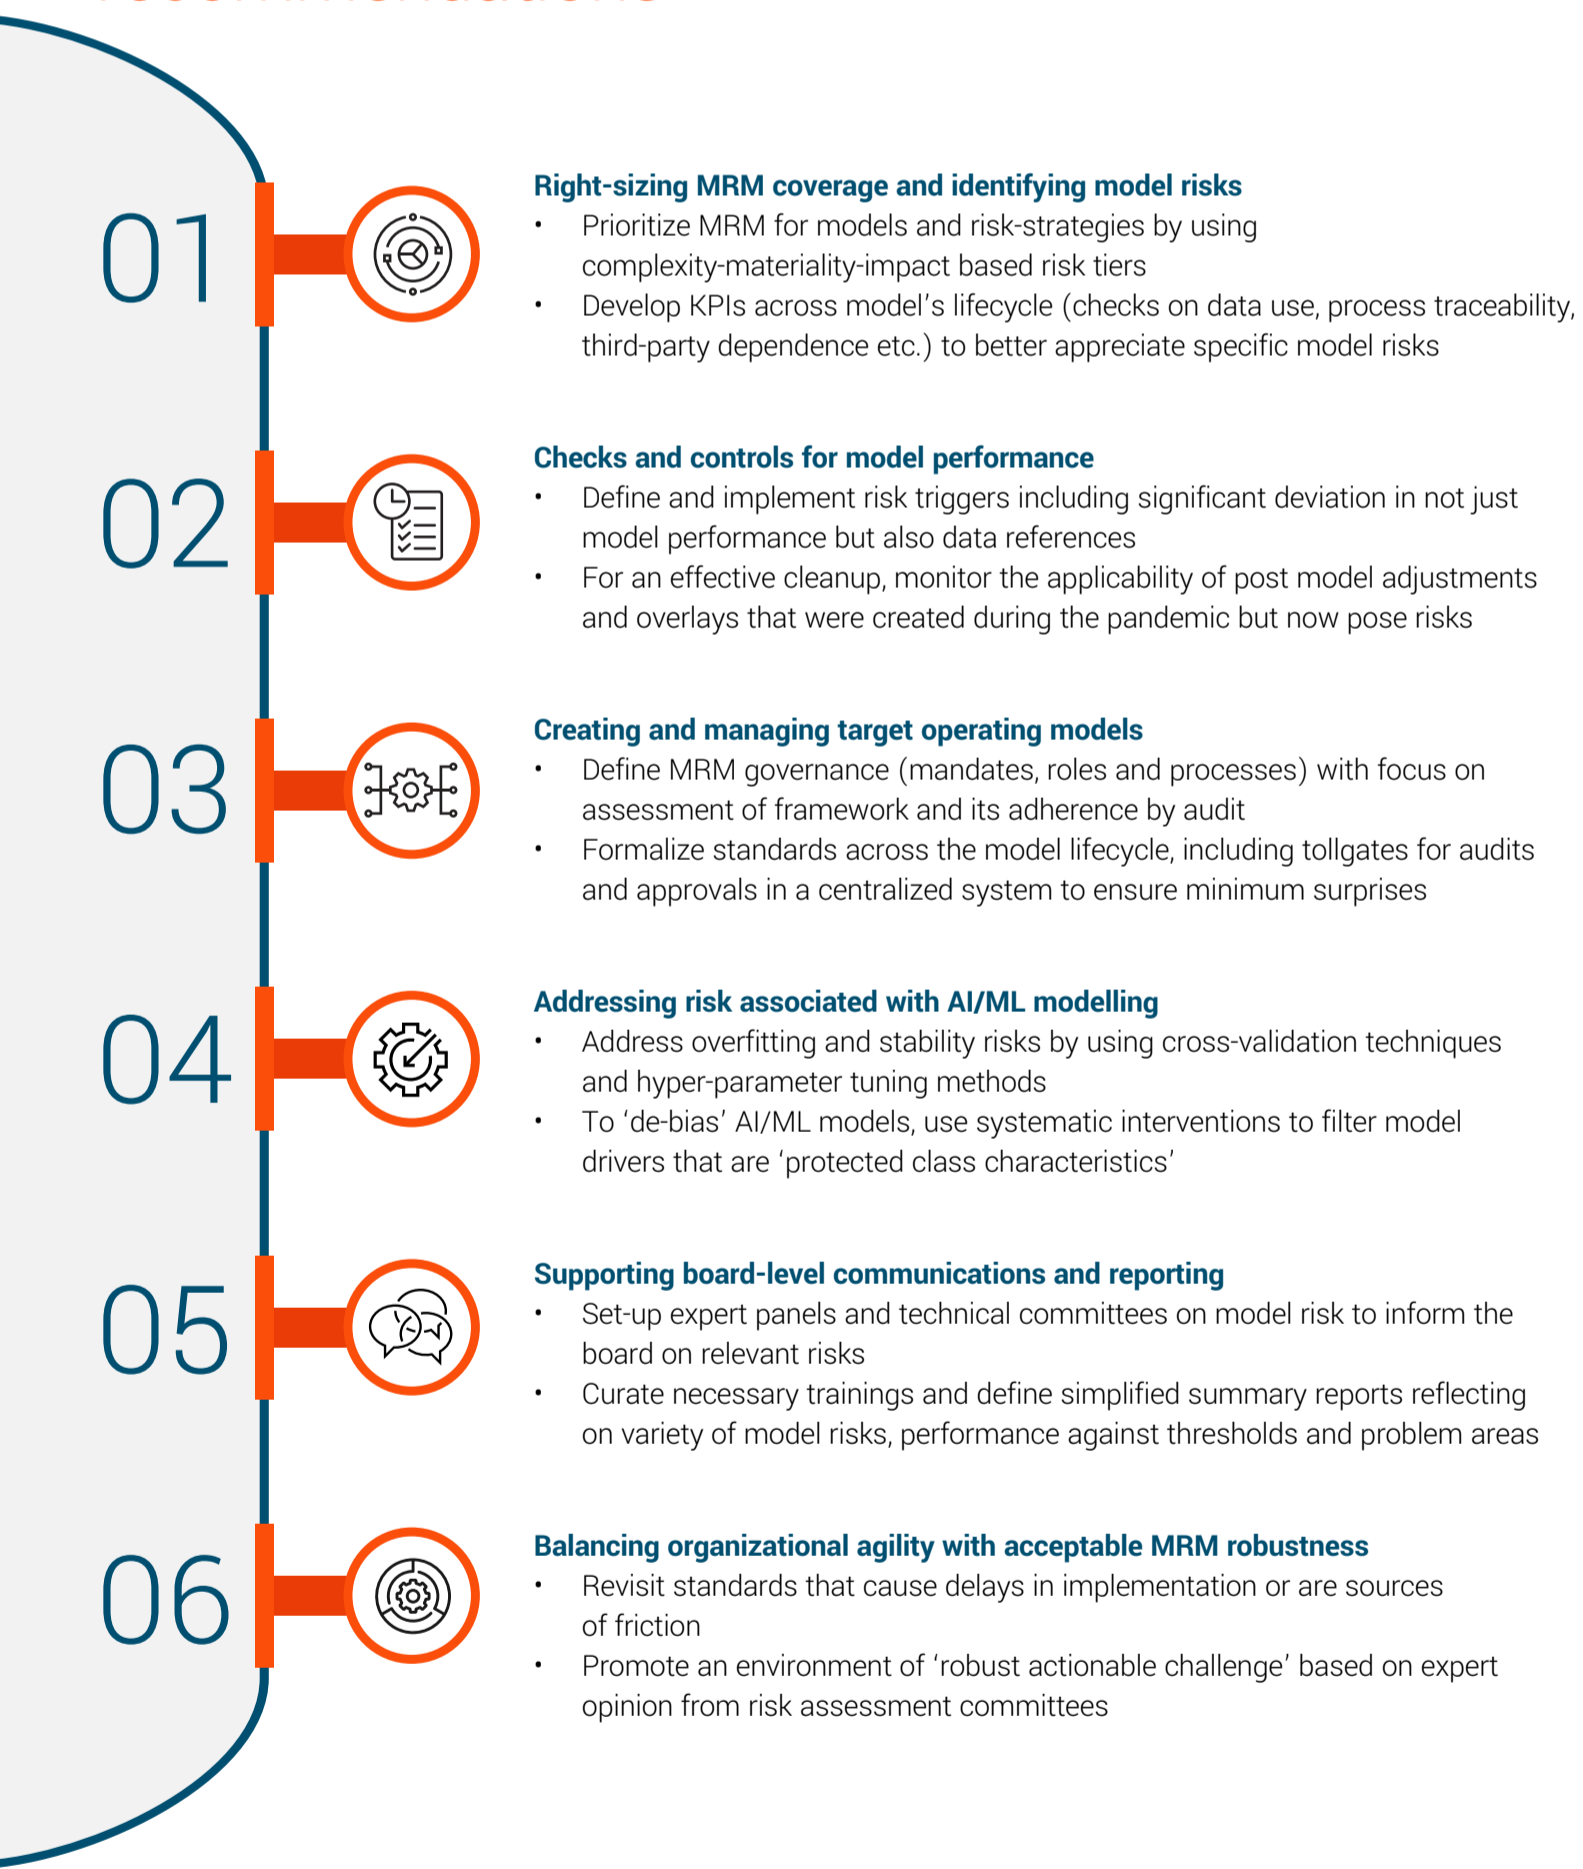 01
Right-sizing MRM coverage and identifying model risks
• Prioritize MRM for models and risk-strategies by using
complexity-materiality-impact based risk tiers
• Develop KPIs across model’s lifecycle (checks on data use, process traceability,
third-party dependence etc.) to better appreciate specific model risks
02
Checks and controls for model performance
• Define and implement risk triggers including significant deviation in not just
model performance but also data references
• For an effective cleanup, monitor the applicability of post model adjustments
and overlays that were created during the pandemic but now pose risks
03
Creating and managing target operating models
• Define MRM governance (mandates, roles and processes) with focus on
assessment of framework and its adherence by audit
• Formalize standards across the model lifecycle, including tollgates for audits
and approvals in a centralized system to ensure minimum surprises
04
Addressing risk associated with AI/ML modelling
• Address overfitting and stability risks by using cross-validation techniques
and hyper-parameter tuning methods
• To ‘de-bias’ AI/ML models, use systematic interventions to filter model
drivers that are ‘protected class characteristics’
05
Supporting board-level communications and reporting
• Set-up expert panels and technical committees on model risk to inform the
board on relevant risks
• Curate necessary trainings and define simplified summary reports reflecting
on variety of model risks, performance against thresholds and problem areas
06
Balancing organizational agility with acceptable MRM robustness
• Revisit standards that cause delays in implementation or are sources
of friction
• Promote an environment of ‘robust actionable challenge’ based on expert
opinion from risk assessment committees